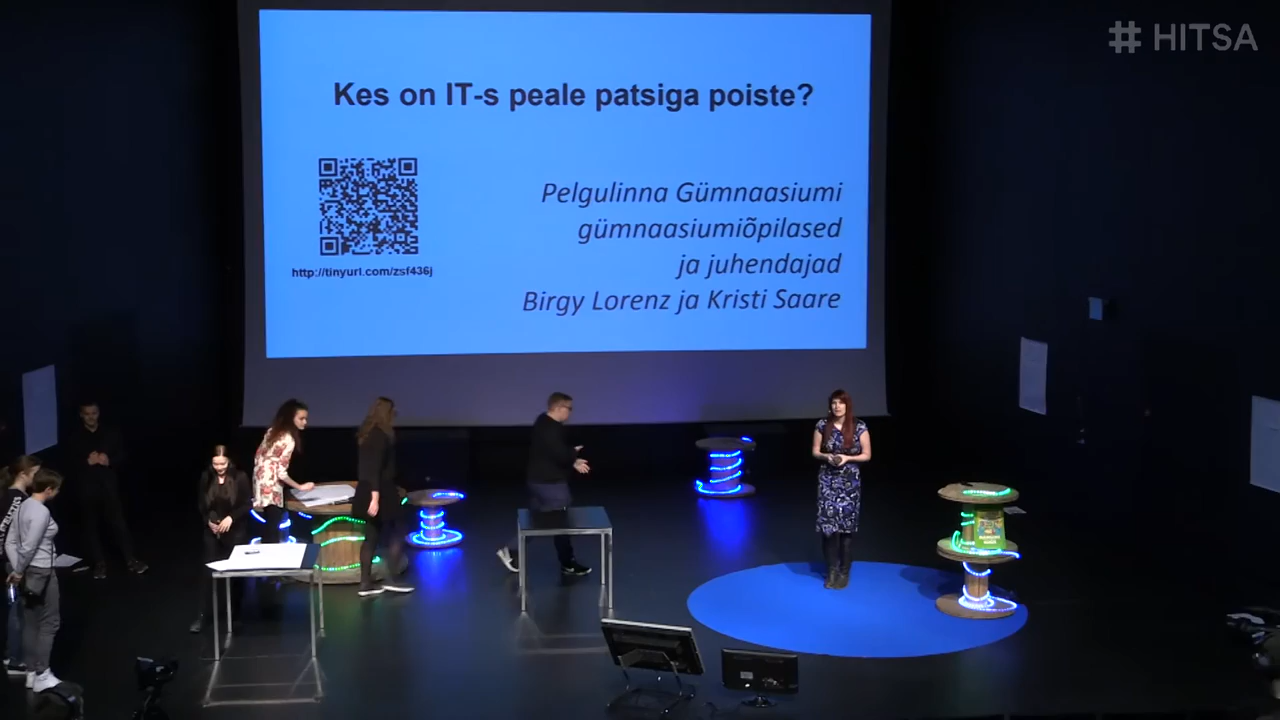 # HITSA
Kes on IT-s peale patsiga poiste?
Pelgulinna Gümnaasiumi
gümnaasiumiõpilased
ja juhendajad
Birgy Lorenz ja Kristi Saare
http://tinyurl.com/zsf436j